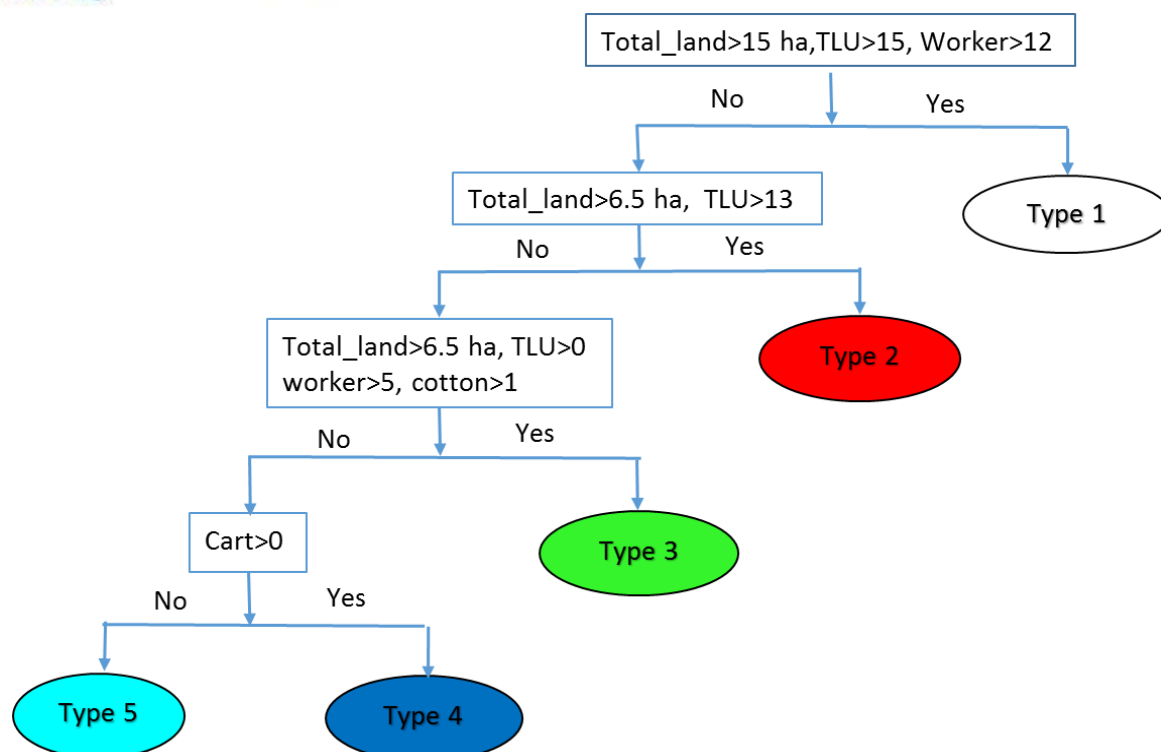 Total_land>15 ha,TLU>15, Worker>12
No
Yes
Total_land>6.5 ha, TLU>13
Type 1
No
Yes
Total_land>6.5 ha, TLU>0
worker>5, cotton>1
Type 2
No
Yes
Cart>0
Type 3
No
Yes
Type 5
Type 4